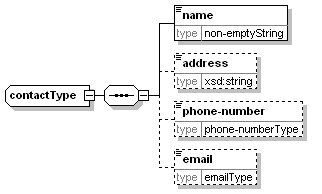 name
type non-emptyString
address
type xsd:string
contactType
phone-number
type phone-numberType
email
type emailType